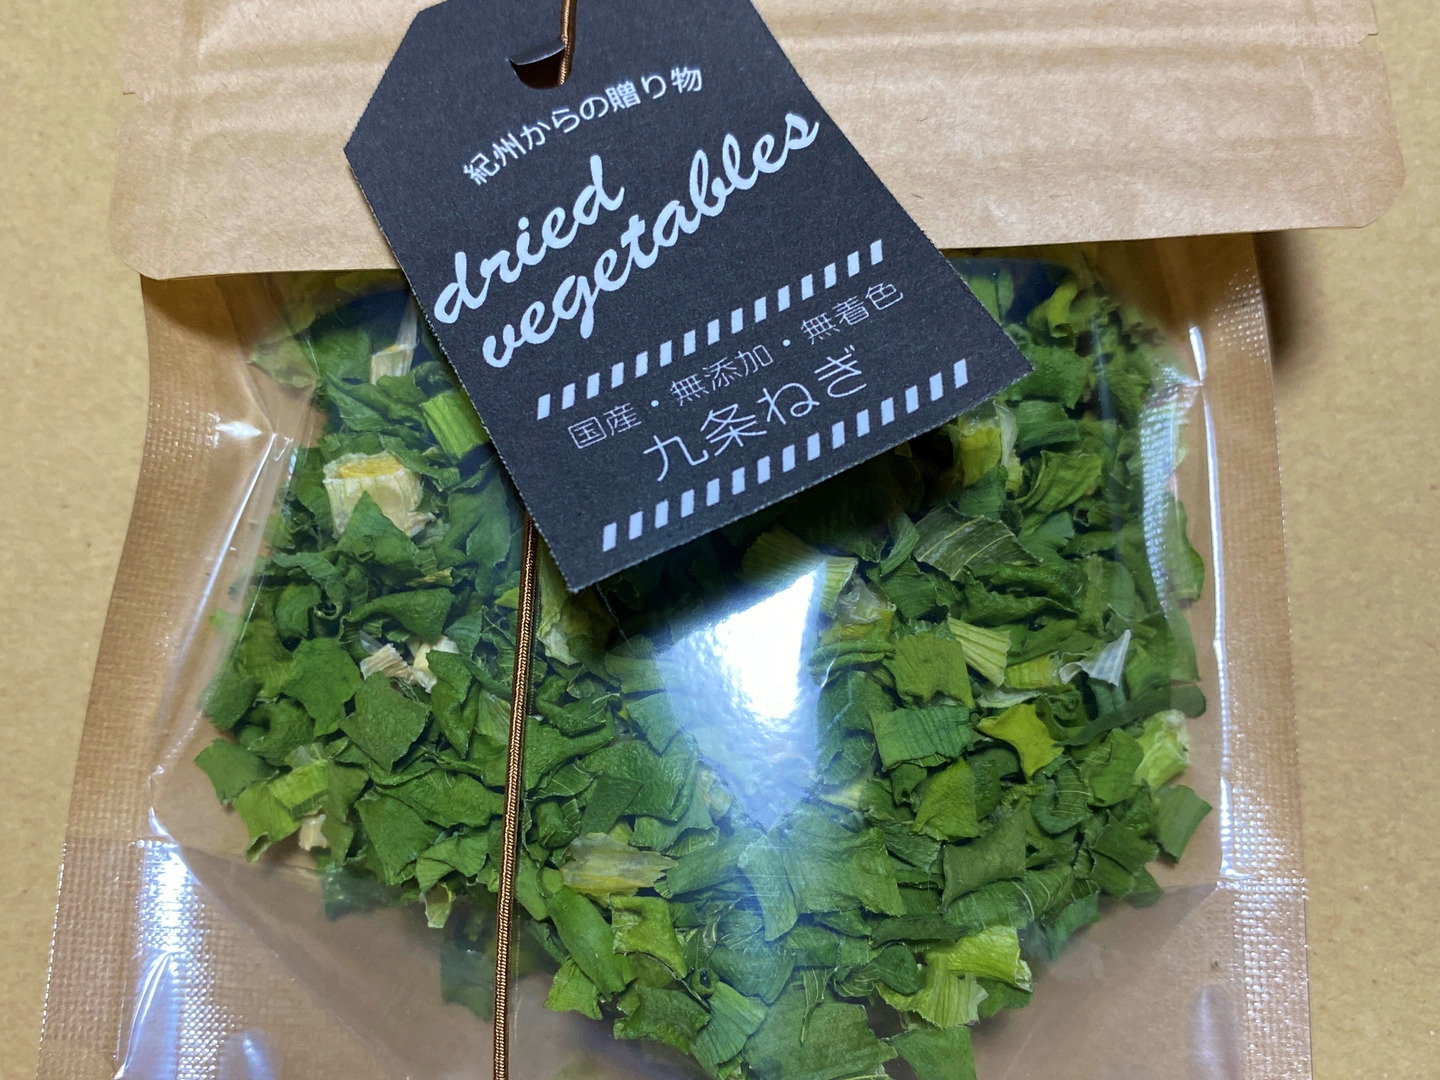 紀州からの贈り物
dried
vegetables
国産・無添加・無着色
九条ねぎ